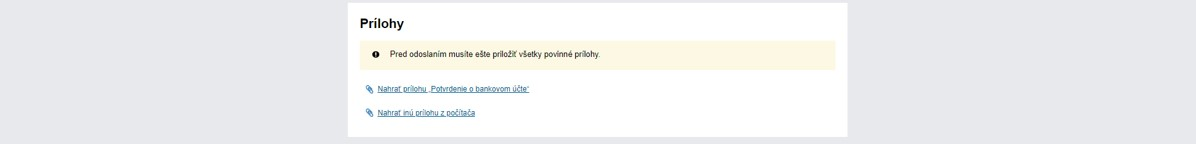 Prílohy
Pred odoslaním musíte ešte priložiť všetky povinné prílohy.
Nahrať prílohu „Potvrdenie o bankovom účte“
Nahrať inú prílohu z počítača